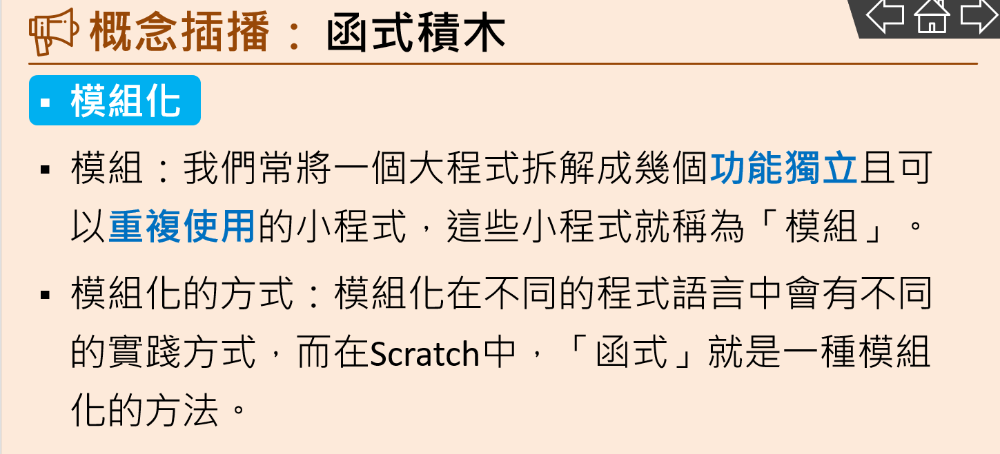 概念插播：函式積木
▪ 模組化
▪ 模組：我們常將一個大程式拆解成幾個功能獨立且可
以重複使用的小程式，這些小程式就稱為「模組」。
▪ 模組化的方式：模組化在不同的程式語言中會有不同
的實踐方式，而在Scratch中，「函式」就是一種模組
化的方法。